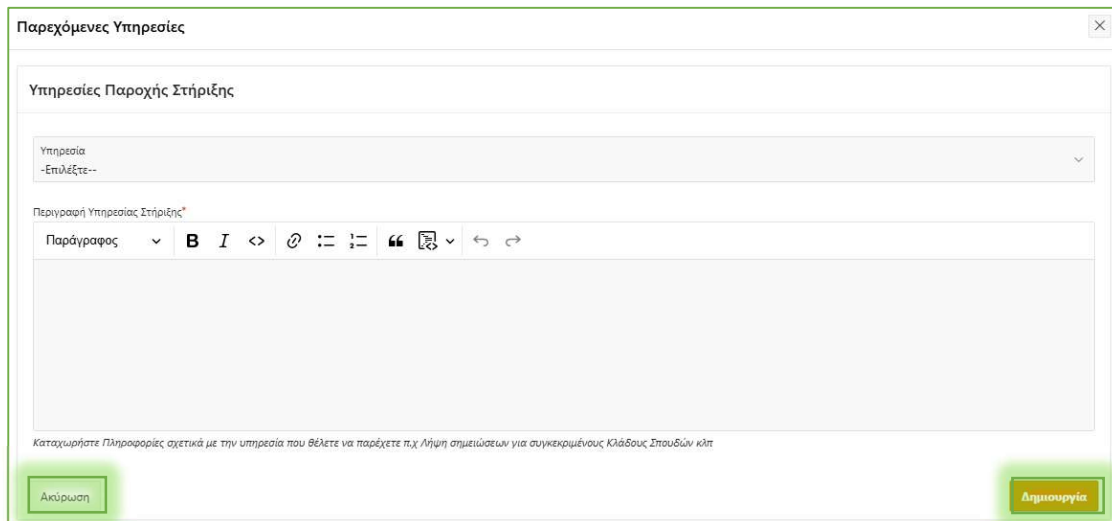 Παρεχόμενες Υπηρεσίες
Υπηρεσίες Παροχής Στήριξης
Υπηρεσία
-Επιλέξτε--
Περιγραφή Υπηρεσίας Στήριξης*
Παράγραφος
Καταχωρήστε Πληροφορίες σχετικά με την υπηρεσία που θέλετε να παρέχετε π.χ Λήψη σημειώσεων για συγκεκριμένους Κλάδους Σπουδών κλπ
Ακύρωση
Δημιουργία